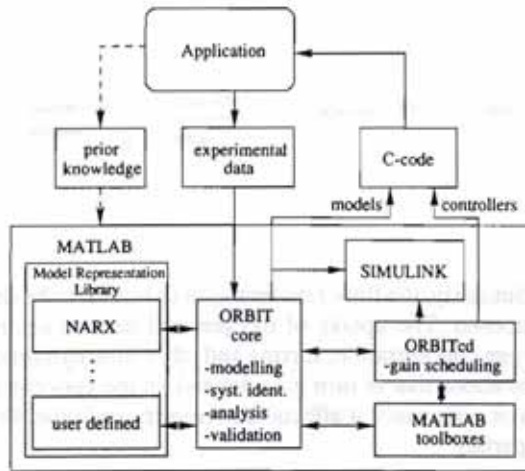 Application
prior
knowledge
experimental
data
C-code
models
controllers
MATLAB
Model Representation
Library
NARX
user defined
ORBIT
core
-modelling
-syst. ident.
-analysis
-validation
SIMULINK
ORBITcd
-gain scheduling
MATLAB
toolboxes